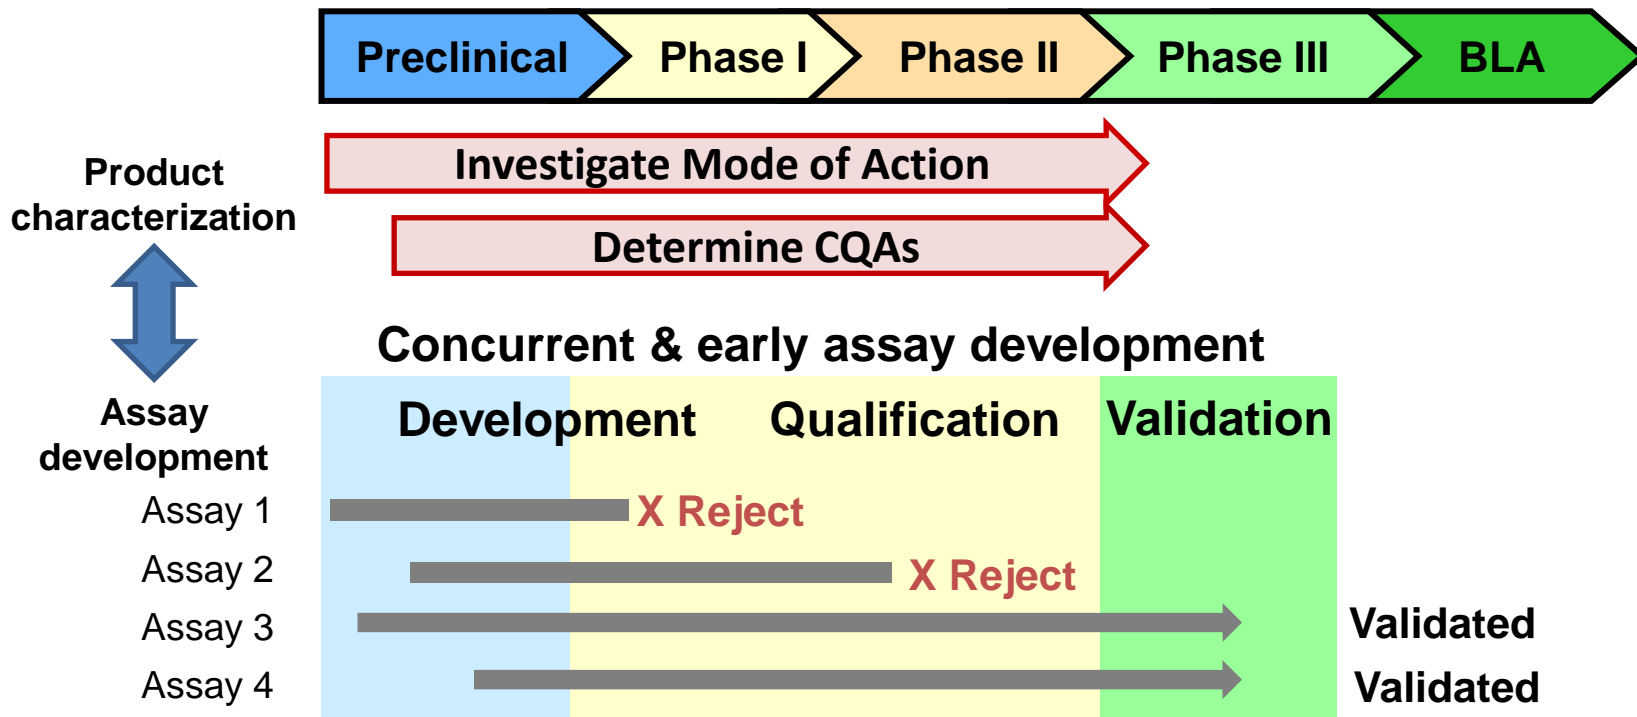 Preclinical
Phase I
Phase II
Phase III
BLA
Product
characterization
Investigate Mode of Action
Determine CQAs
Concurrent & early assay development
Assay
development
Development
Qualification
Validation
Assay 1
X Reject
Assay 2
X Reject
Assay 3
Validated
Assay 4
Validated